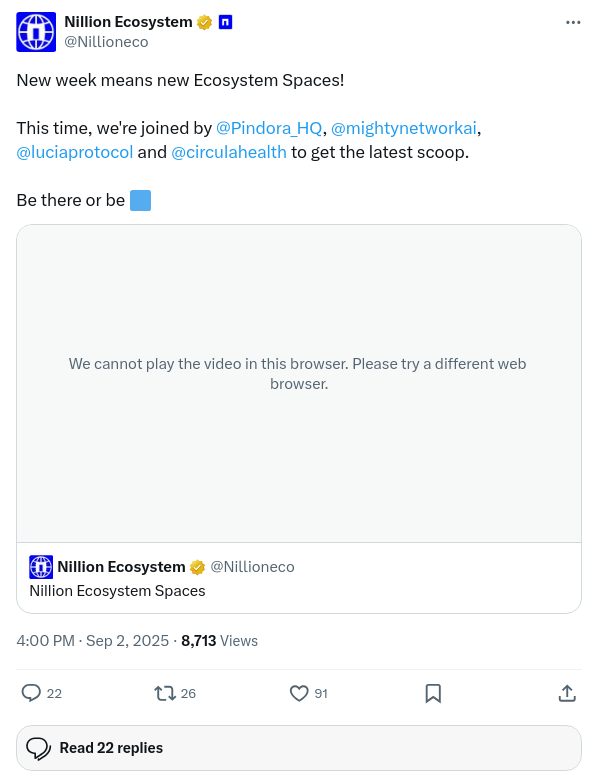 Nillion Ecosystem
@Nillioneco
New week means new Ecosystem Spaces!
This time, we're joined by @Pindora_HQ, @mightynetworkai,
@luciaprotocol and @circulahealth to get the latest scoop.
Be there or be 🟦
We cannot play the video in this browser. Please try a different web
browser.
Nillion Ecosystem @Nillioneco
Nillion Ecosystem Spaces
4:00 PM · Sep 2, 2025 · 8,713 Views
22 26 91
Read 22 replies